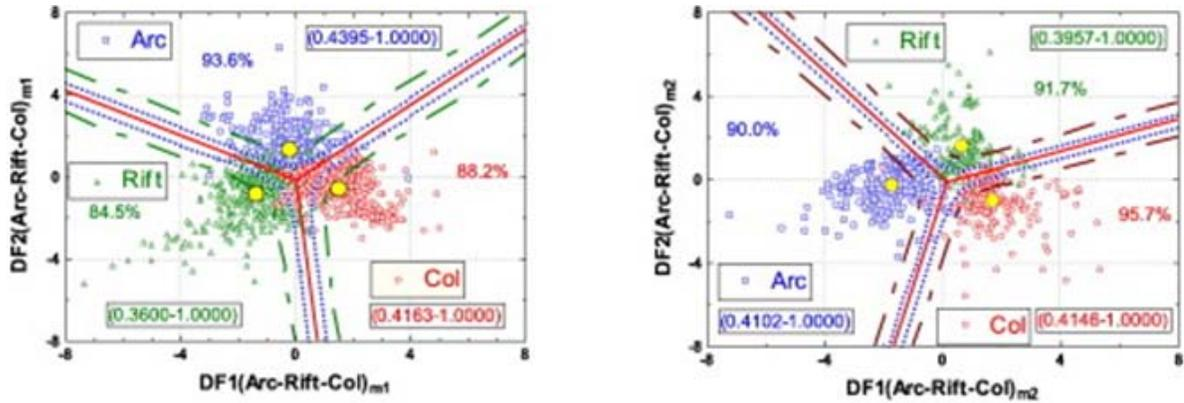 8
Arc
(0.4395-1.0000)
93.6%
4
DF2(Arc-Rift-Col)m1
0
Rift
88.2%
84.5%
-4
Col
(0.3600-1.0000)
(0.4163-1.0000)
-8
-8 -4 0 4 8
DF1(Arc-Rift-Col)m1
8
Rift
(0.3957-1.0000)
91.7%
4
90.0%
DF2(Arc-Rift-Col)m2
0
95.7%
-4
Arc
(0.4102-1.0000)
Col
(0.4146-1.0000)
-8
-8 -4 0 4 8
DF1(Arc-Rift-Col)m2